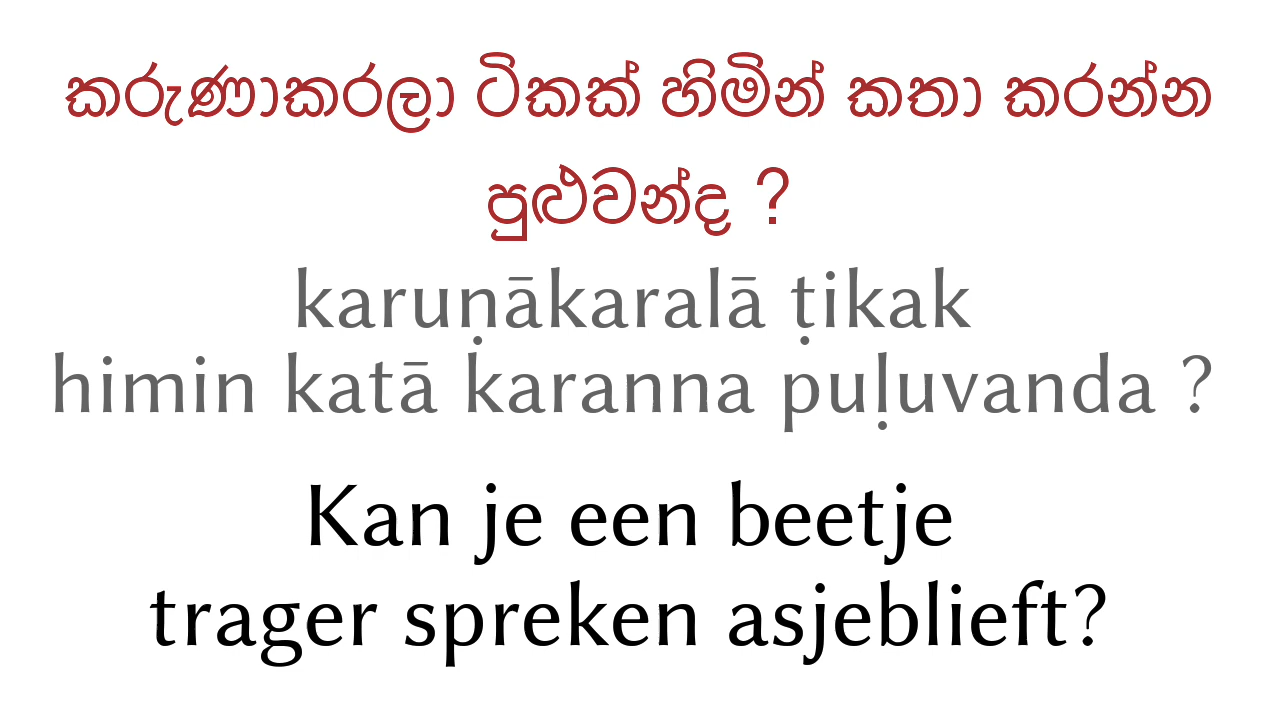 කරුණාකරලා ටිකක් හිමින් කතා කරන්න
පුළුවන්ද ?
karuṇākaralā ṭikak
himin katā karanna puḷuvanda ?
Kan je een beetje
trager spreken asjeblieft?